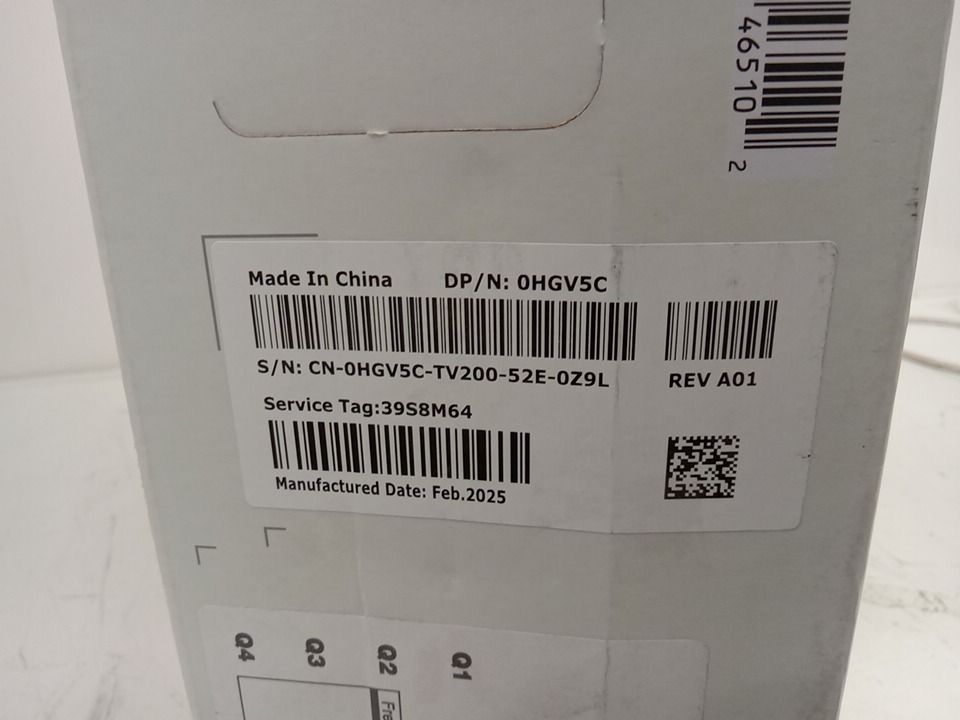 46510
2
Made In China DP/N: 0HGV5C
S/N: CN-0HGV5C-TV200-52E-0Z9L
REV A01
Service Tag:39S8M64
Manufactured Date: Feb.2025
Q4 Q3 Q2 Q1